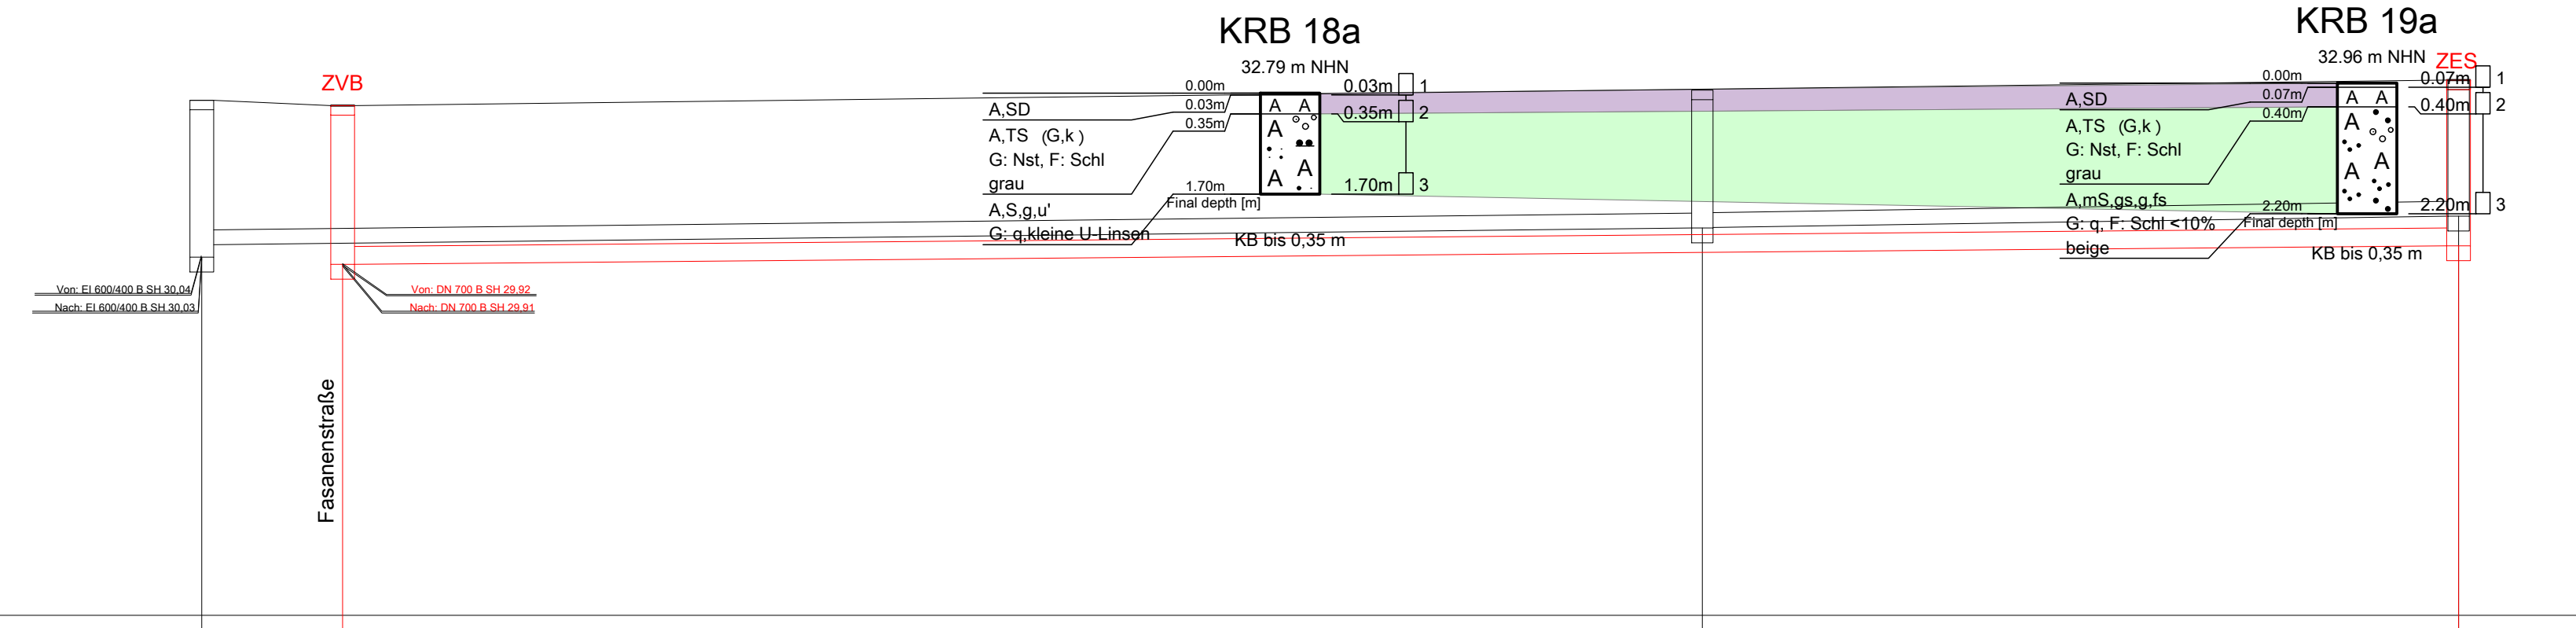 KRB 18a
32.79 m NHN
KRB 19a
32.96 m NHN
ZES
ZVB
0.00m
A,SD
0.03m
A,TS (G,k)
0.35m
G: Nst, F: Schl
grau
1.70m
Final depth [m]
A,S,g,u'
G: q,kleine U-Linsen
KB bis 0,35 m
A A
A
A
A
0.03m 1
0.35m 2
1.70m 3
0.00m
A,SD
0.07m
A,TS (G,k)
0.40m
G: Nst, F: Schl
grau
A,mS,gs,g,fs
2.20m
G: q, F: Schl <10%
Final depth [m]
beige
KB bis 0,35 m
A A
A
A
A
0.07m 1
0.40m 2
2.20m 3
Von: EI 600/400 B SH 30,04
Nach: EI 600/400 B SH 30,03
Von: DN 700 B SH 29,92
Nach: DN 700 B SH 29,91
Fasanenstraße